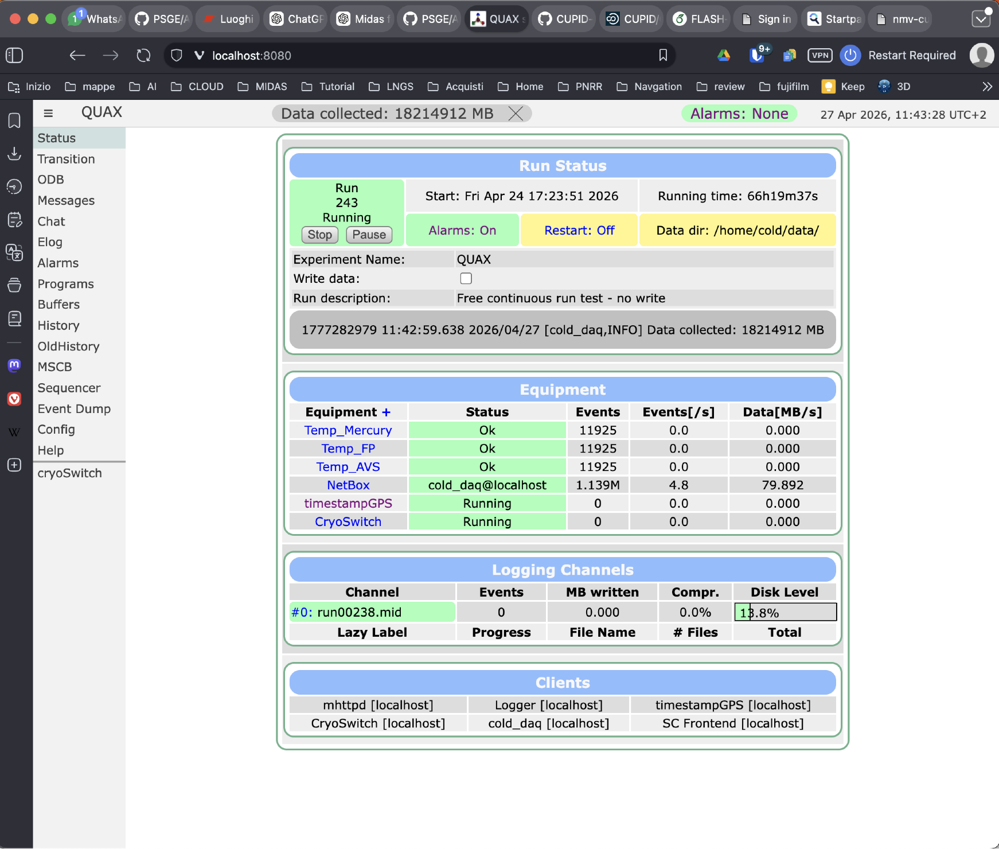 1 WhatsA
PSGE/A
Luoghi
ChatGP
Midas f
PSGE/A
QUAX s
CUPID-
CUPID/
FLASH-
Sign in
Startpa
nmv-cu
localhost:8080
9+
VPN
Restart Required
Inizio
mappe
AI
CLOUD
MIDAS
Tutorial
LNGS
Acquisti
Home
PNRR
Navgation
review
fujifilm
Keep
3D
QUAX
Data collected: 18214912 MB
Alarms: None
27 Apr 2026, 11:43:28 UTC+2
Status
Transition
ODB
Messages
Chat
Elog
Alarms
Programs
Buffers
History
OldHistory
MSCB
Sequencer
Event Dump
Config
Help
cryoSwitch
Run Status
Run
243
Running
Stop Pause
Start: Fri Apr 24 17:23:51 2026
Running time: 66h19m37s
Alarms: On
Restart: Off
Data dir: /home/cold/data/
Experiment Name: QUAX
Write data:
Run description: Free continuous run test - no write
1777282979 11:42:59.638 2026/04/27 [cold_daq,INFO] Data collected: 18214912 MB
Equipment
Equipment + Status Events Events[/s] Data[MB/s]
Temp_Mercury Ok 11925 0.0 0.000
Temp_FP Ok 11925 0.0 0.000
Temp_AVS Ok 11925 0.0 0.000
NetBox cold_daq@localhost 1.139M 4.8 79.892
timestampGPS Running 0 0.0 0.000
CryoSwitch Running 0 0.0 0.000
Logging Channels
Channel Events MB written Compr. Disk Level
#0: run00238.mid 0 0.000 0.0% 13.8%
Lazy Label Progress File Name # Files Total
Clients
mhttpd [localhost] Logger [localhost] timestampGPS [localhost]
CryoSwitch [localhost] cold_daq [localhost] SC Frontend [localhost]